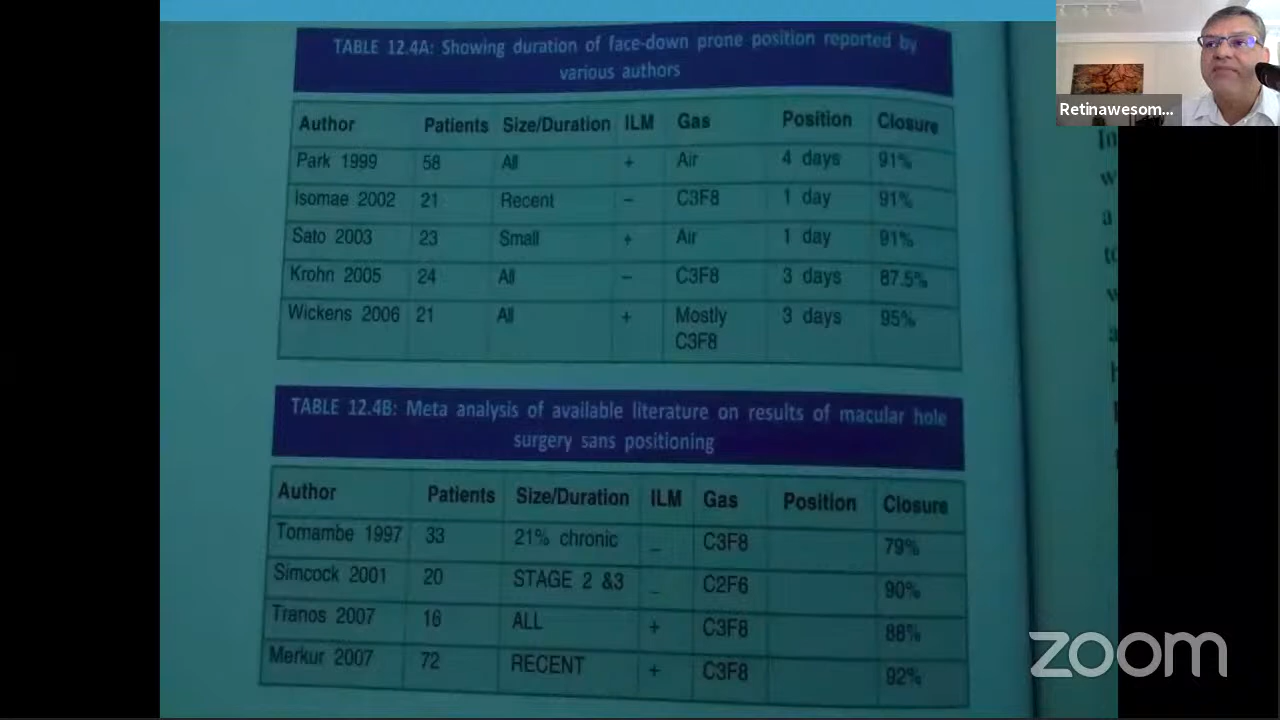 TABLE 12.4A: Showing duration of face-down prone position reported by
various authors
Author Patients Size/Duration ILM Gas Position Closure
Park 1999 58 All + Air 4 days 91%
Isomae 2002 21 Recent – C3F8 1 day 91%
Sato 2003 23 Small + Air 1 day 91%
Krohn 2005 24 All – C3F8 3 days 87.5%
Wickens 2006 21 All + Mostly 3 days 95%
C3F8
TABLE 12.4B: Meta analysis of available literature on results of macular hole
surgery sans positioning
Author Patients Size/Duration ILM Gas Position Closure
Tornambe 1997 33 21% chronic _ C3F8 79%
Simcock 2001 20 STAGE 2 &3 _ C2F6 90%
Tranos 2007 16 ALL + C3F8 88%
Merkur 2007 72 RECENT + C3F8 92%
Retinawesom...
zoom